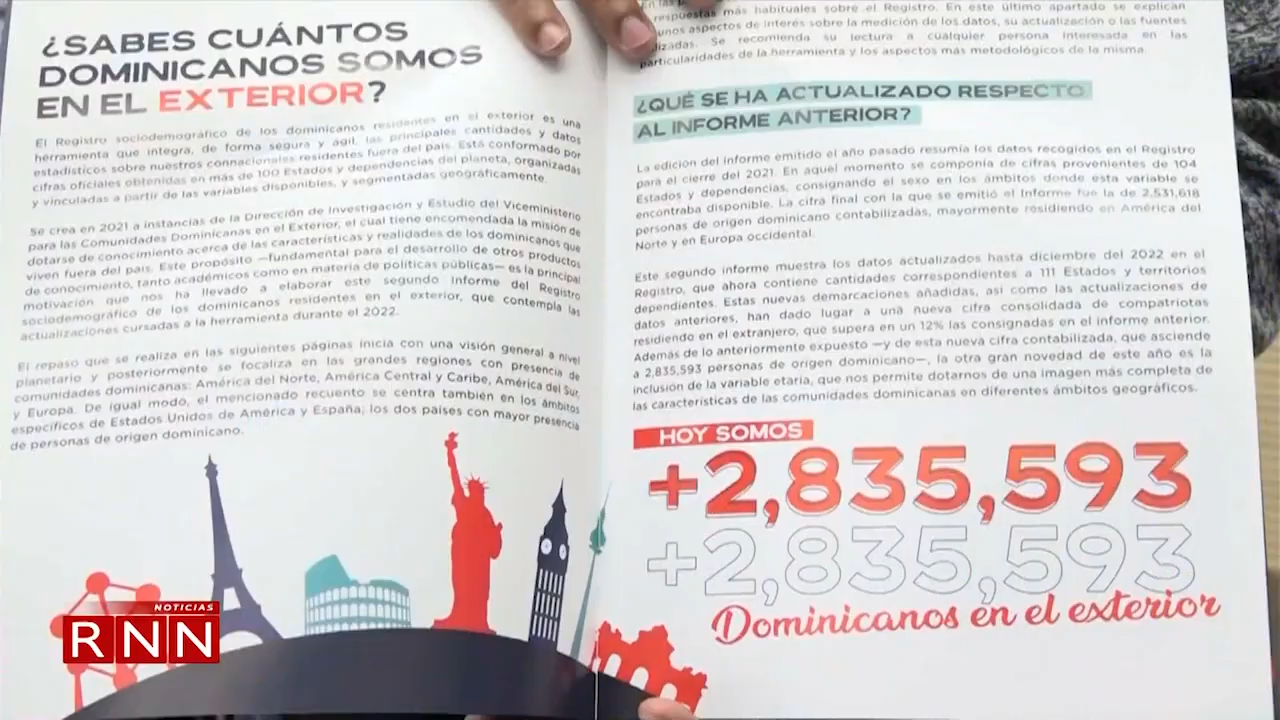 ¿SABES CUÁNTOS
DOMINICANOS SOMOS
EN EL EXTERIOR?
El Registro sociodemográfico de los dominicanos residentes en el exterior es una
herramienta que integra, de forma segura y ágil, las principales cantidades y datos
estadísticos sobre nuestros connacionales residentes fuera del país. Está conformado por
cifras oficiales obtenidas en más de 100 Estados y dependencias del planeta, organizadas
y vinculadas a partir de las variables disponibles, y segmentadas geográficamente.
Se crea en 2021 a instancias de la Dirección de Investigación y Estudio del Viceministerio
para las Comunidades Dominicanas en el Exterior, el cual tiene encomendada la misión de
dotarse de conocimiento acerca de las características y realidades de los dominicanos que
viven fuera del país. Este propósito —fundamental para el desarrollo de otros productos
de conocimiento, tanto académicos como en materia de políticas públicas— es la principal
motivación que nos ha llevado a elaborar este segundo Informe del Registro
sociodemográfico de los dominicanos residentes en el exterior, que contempla las
actualizaciones cursadas a la herramienta durante el 2022.
El repaso que se realiza en las siguientes páginas inicia con una visión general a nivel
planetario y posteriormente se focaliza en las grandes regiones con presencia de
comunidades dominicanas: América del Norte, América Central y Caribe, América del Sur,
y Europa. De igual modo, el mencionado recuento se centra también en los ámbitos
específicos de Estados Unidos de América y España, los dos países con mayor presencia
de personas de origen dominicano.
NOTICIAS
RNN
En las
respuestas más habituales sobre el Registro. En este último apartado se explican
aspectos de interés sobre la medición de los datos, su actualización o las fuentes
Se recomienda su lectura a cualquier persona interesada en las
particularidades de la herramienta y los aspectos más metodológicos de la misma.
¿QUÉ SE HA ACTUALIZADO RESPECTO
AL INFORME ANTERIOR?
La edición del informe emitido el año pasado resumía los datos recogidos en el Registro
para el cierre del 2021. En aquel momento se componía de cifras provenientes de 104
Estados y dependencias, consignando el sexo en los ámbitos donde esta variable se
encontraba disponible. La cifra final con la que se emitió el Informe fue la de 2,531,618
personas de origen dominicano contabilizadas, mayormente residiendo en América del
Norte y en Europa occidental.
Este segundo informe muestra los datos actualizados hasta diciembre del 2022 en el
Registro, que ahora contiene cantidades correspondientes a 111 Estados y territorios
dependientes. Estas nuevas demarcaciones añadidas, así como las actualizaciones de
datos anteriores, han dado lugar a una nueva cifra consolidada de compatriotas
residiendo en el extranjero, que supera en un 12% las consignadas en el informe anterior.
Además de lo anteriormente expuesto —y de esta nueva cifra contabilizada, que asciende
a 2,835,593 personas de origen dominicano—, la otra gran novedad de este año es la
inclusión de la variable etaria, que nos permite dotarnos de una imagen más completa de
las características de las comunidades dominicanas en diferentes ámbitos geográficos.
HOY SOMOS
+2,835,593
+2,835,593
Dominicanos en el exterior